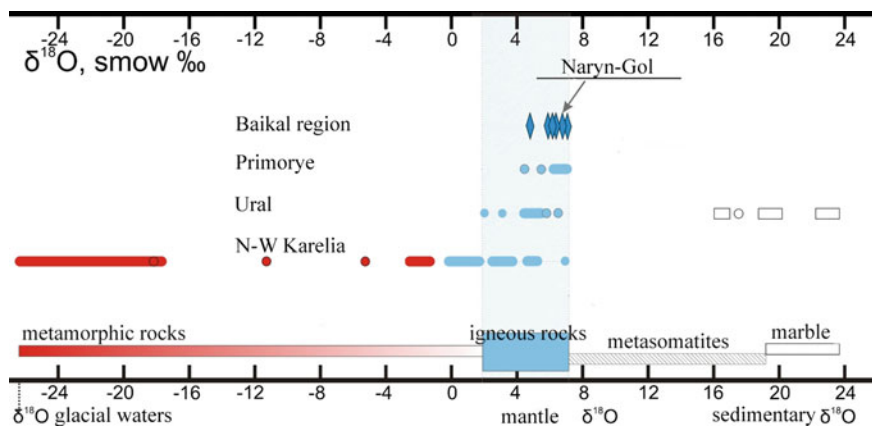 -24 -20 -16 -12 -8 -4 0 4 8 12 16 20 24
δ¹⁸O, smow ‰
Naryn-Gol
Baikal region
Primorye
Ural
N-W Karelia
metamorphic rocks igneous rocks metasomatites marble
-24 -20 -16 -12 -8 -4 0 4 8 12 16 20 24
δ¹⁸O glacial waters mantle δ¹⁸O sedimentary δ¹⁸O